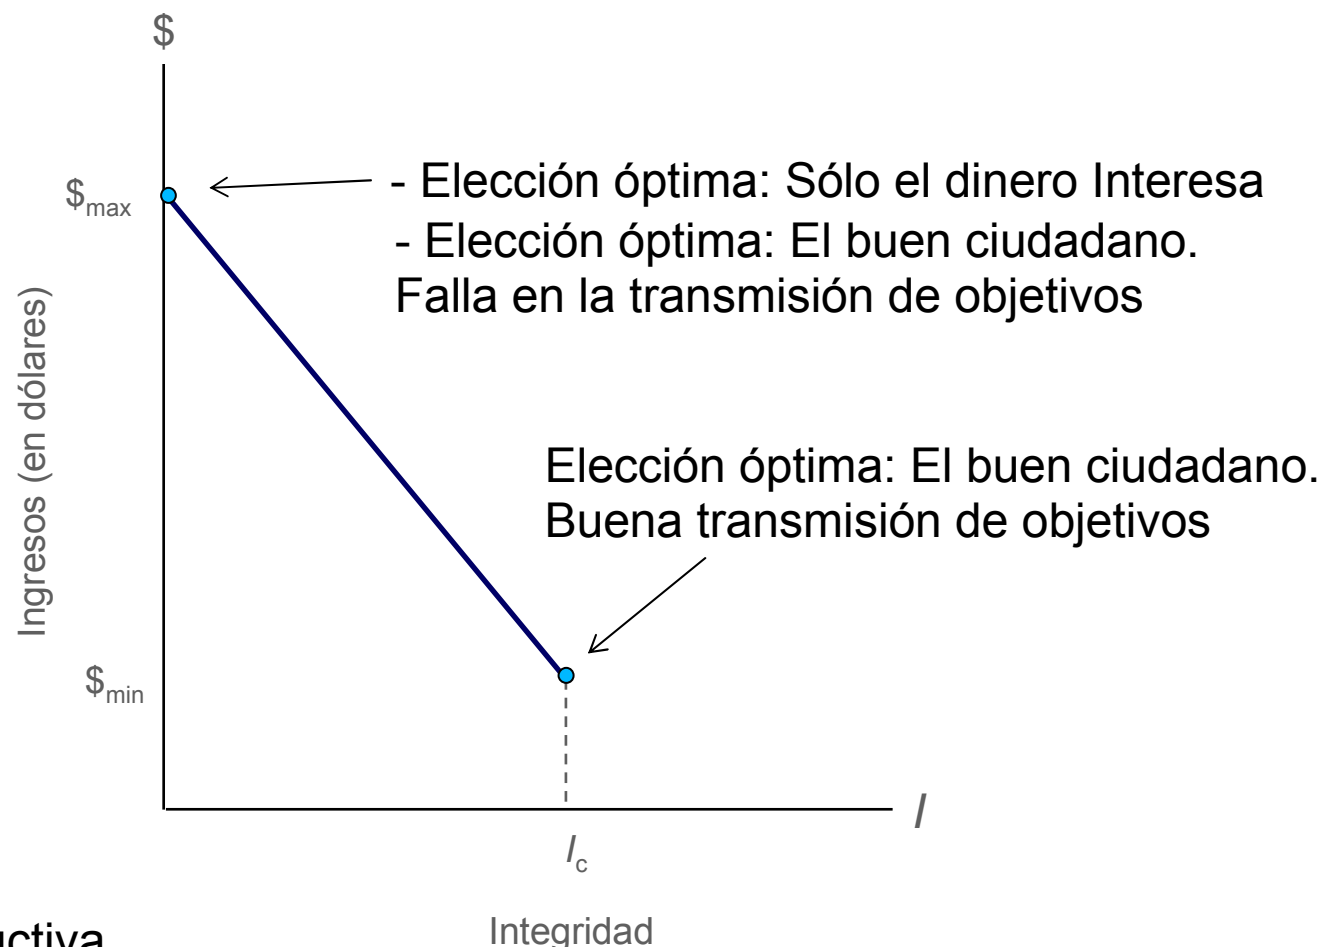 $
$max
- Elección óptima: Sólo el dinero Interesa
- Elección óptima: El buen ciudadano.
Falla en la transmisión de objetivos
Ingresos (en dólares)
Elección óptima: El buen ciudadano.
Buena transmisión de objetivos
$min
I
Ic
Integridad